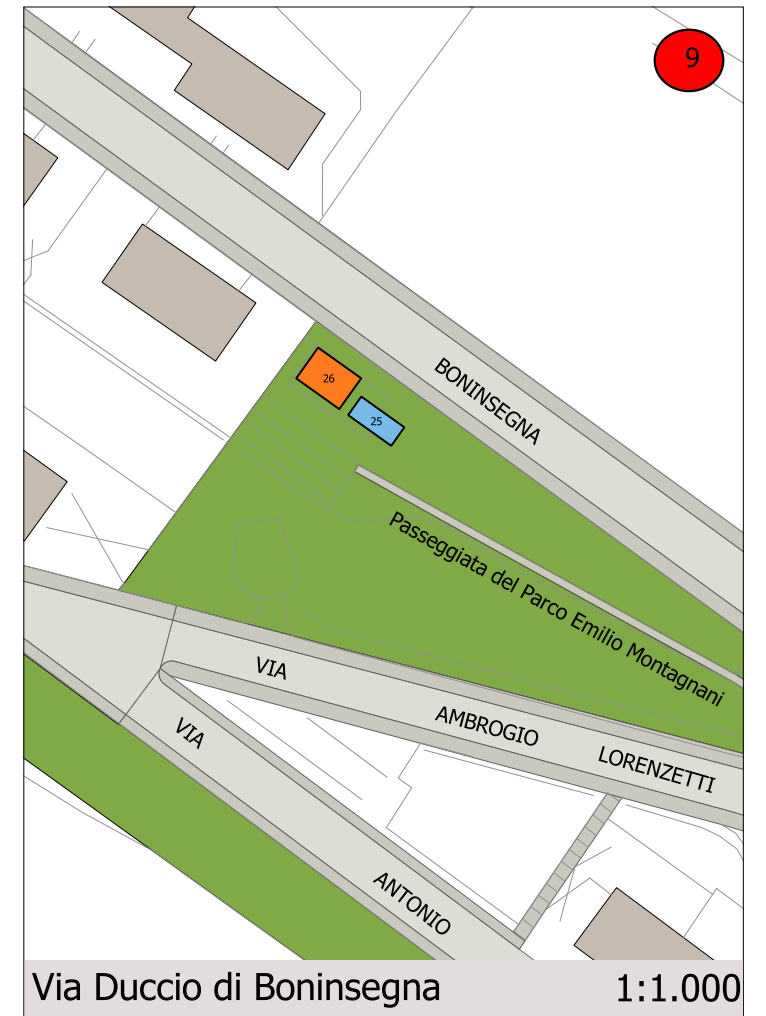 9
BONINSEGNA
26
25
Passeggiata del Parco Emilio Montagnani
VIA
AMBROGIO
LORENZETTI
VIA
ANTONIO
Via Duccio di Boninsegna
1:1.000